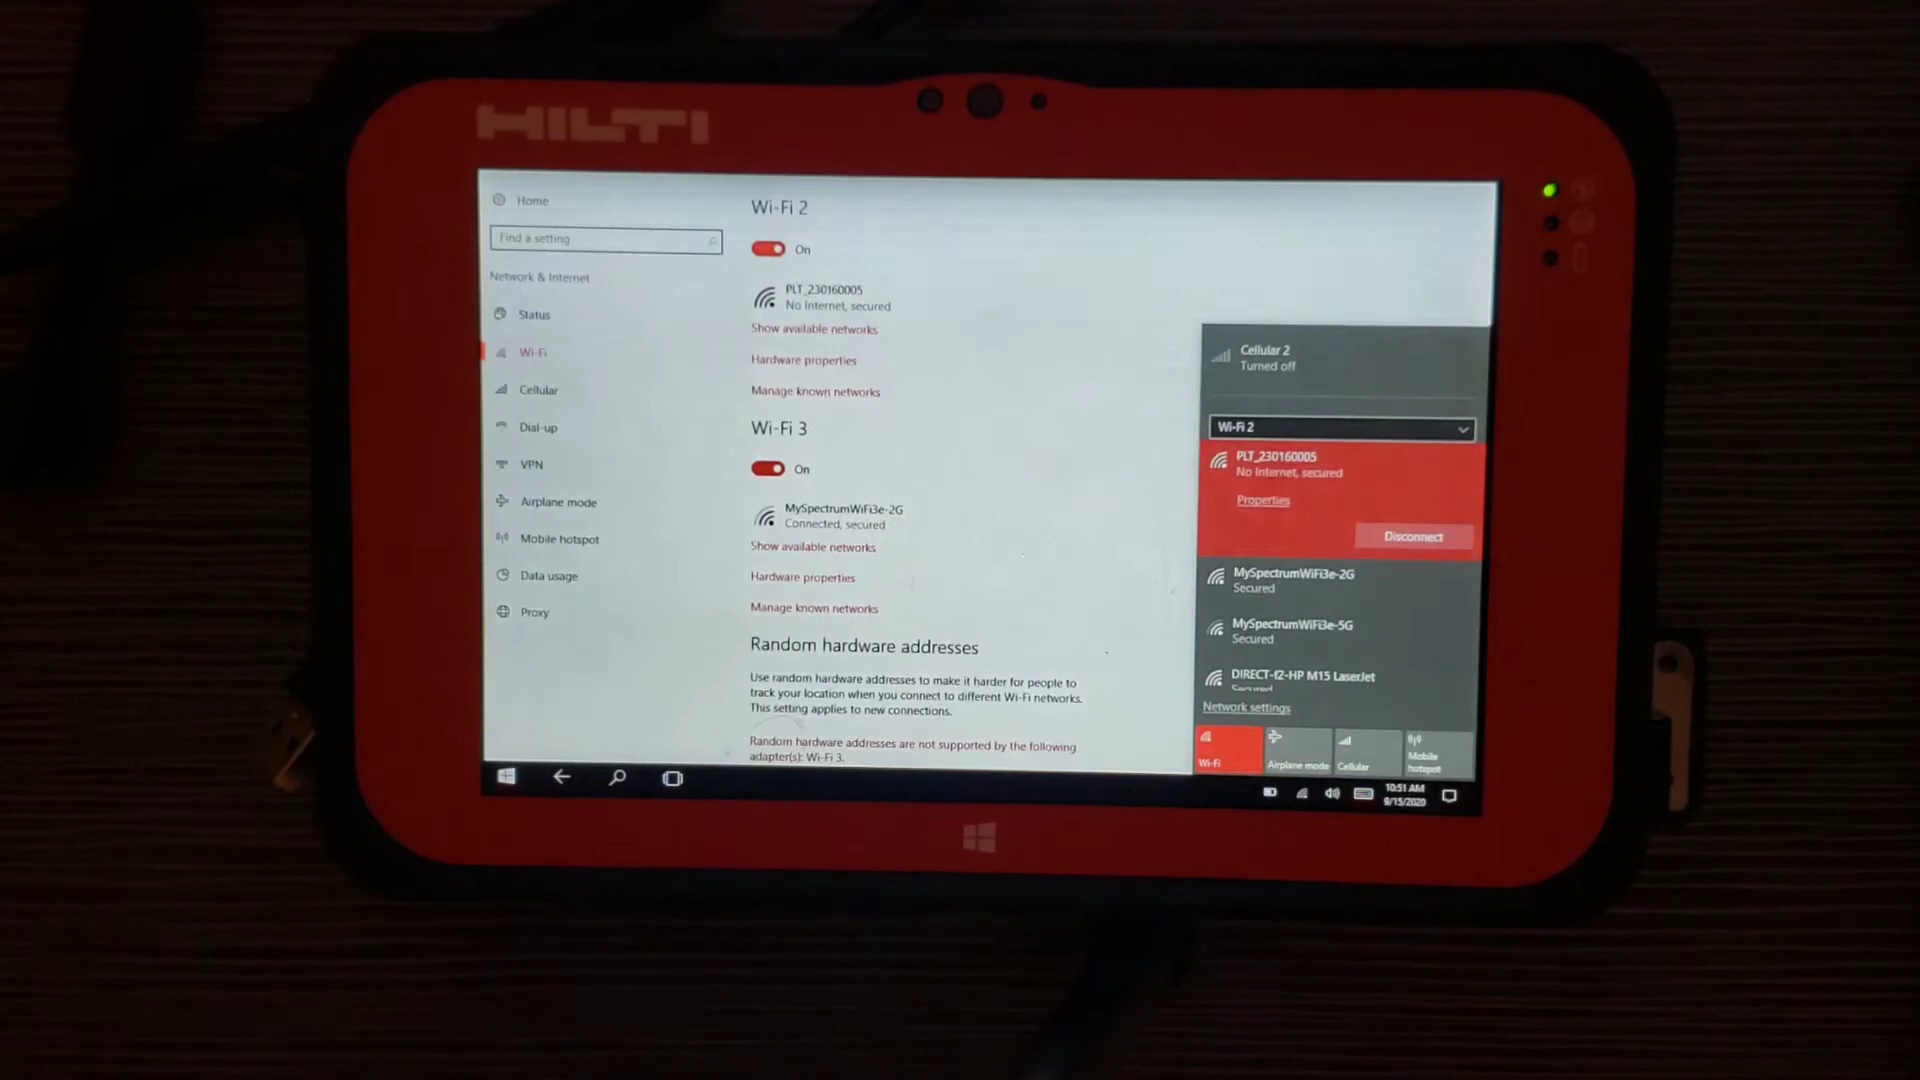 HILTI
Home
Find a setting
Network & Internet
Status
Wi-Fi
Cellular
Dial-up
VPN
Airplane mode
Mobile hotspot
Data usage
Proxy
Wi-Fi 2
On
PLT_230160005
No Internet, secured
Show available networks
Hardware properties
Manage known networks
Wi-Fi 3
On
MySpectrumWiFi3e-2G
Connected, secured
Show available networks
Hardware properties
Manage known networks
Random hardware addresses
Use random hardware addresses to make it harder for people to
track your location when you connect to different Wi-Fi networks.
This setting applies to new connections.
Random hardware addresses are not supported by the following
adapter(s): Wi-Fi 3.
Cellular 2
Turned off
Wi-Fi 2
PLT_230160005
No Internet, secured
Properties
Disconnect
MySpectrumWiFi3e-2G
Secured
MySpectrumWiFi3e-5G
Secured
DIRECT-f2-HP M15 LaserJet
Secured
Network settings
Wi-Fi
Airplane mode
Cellular
Mobile
hotspot
10:51 AM
9/15/2020